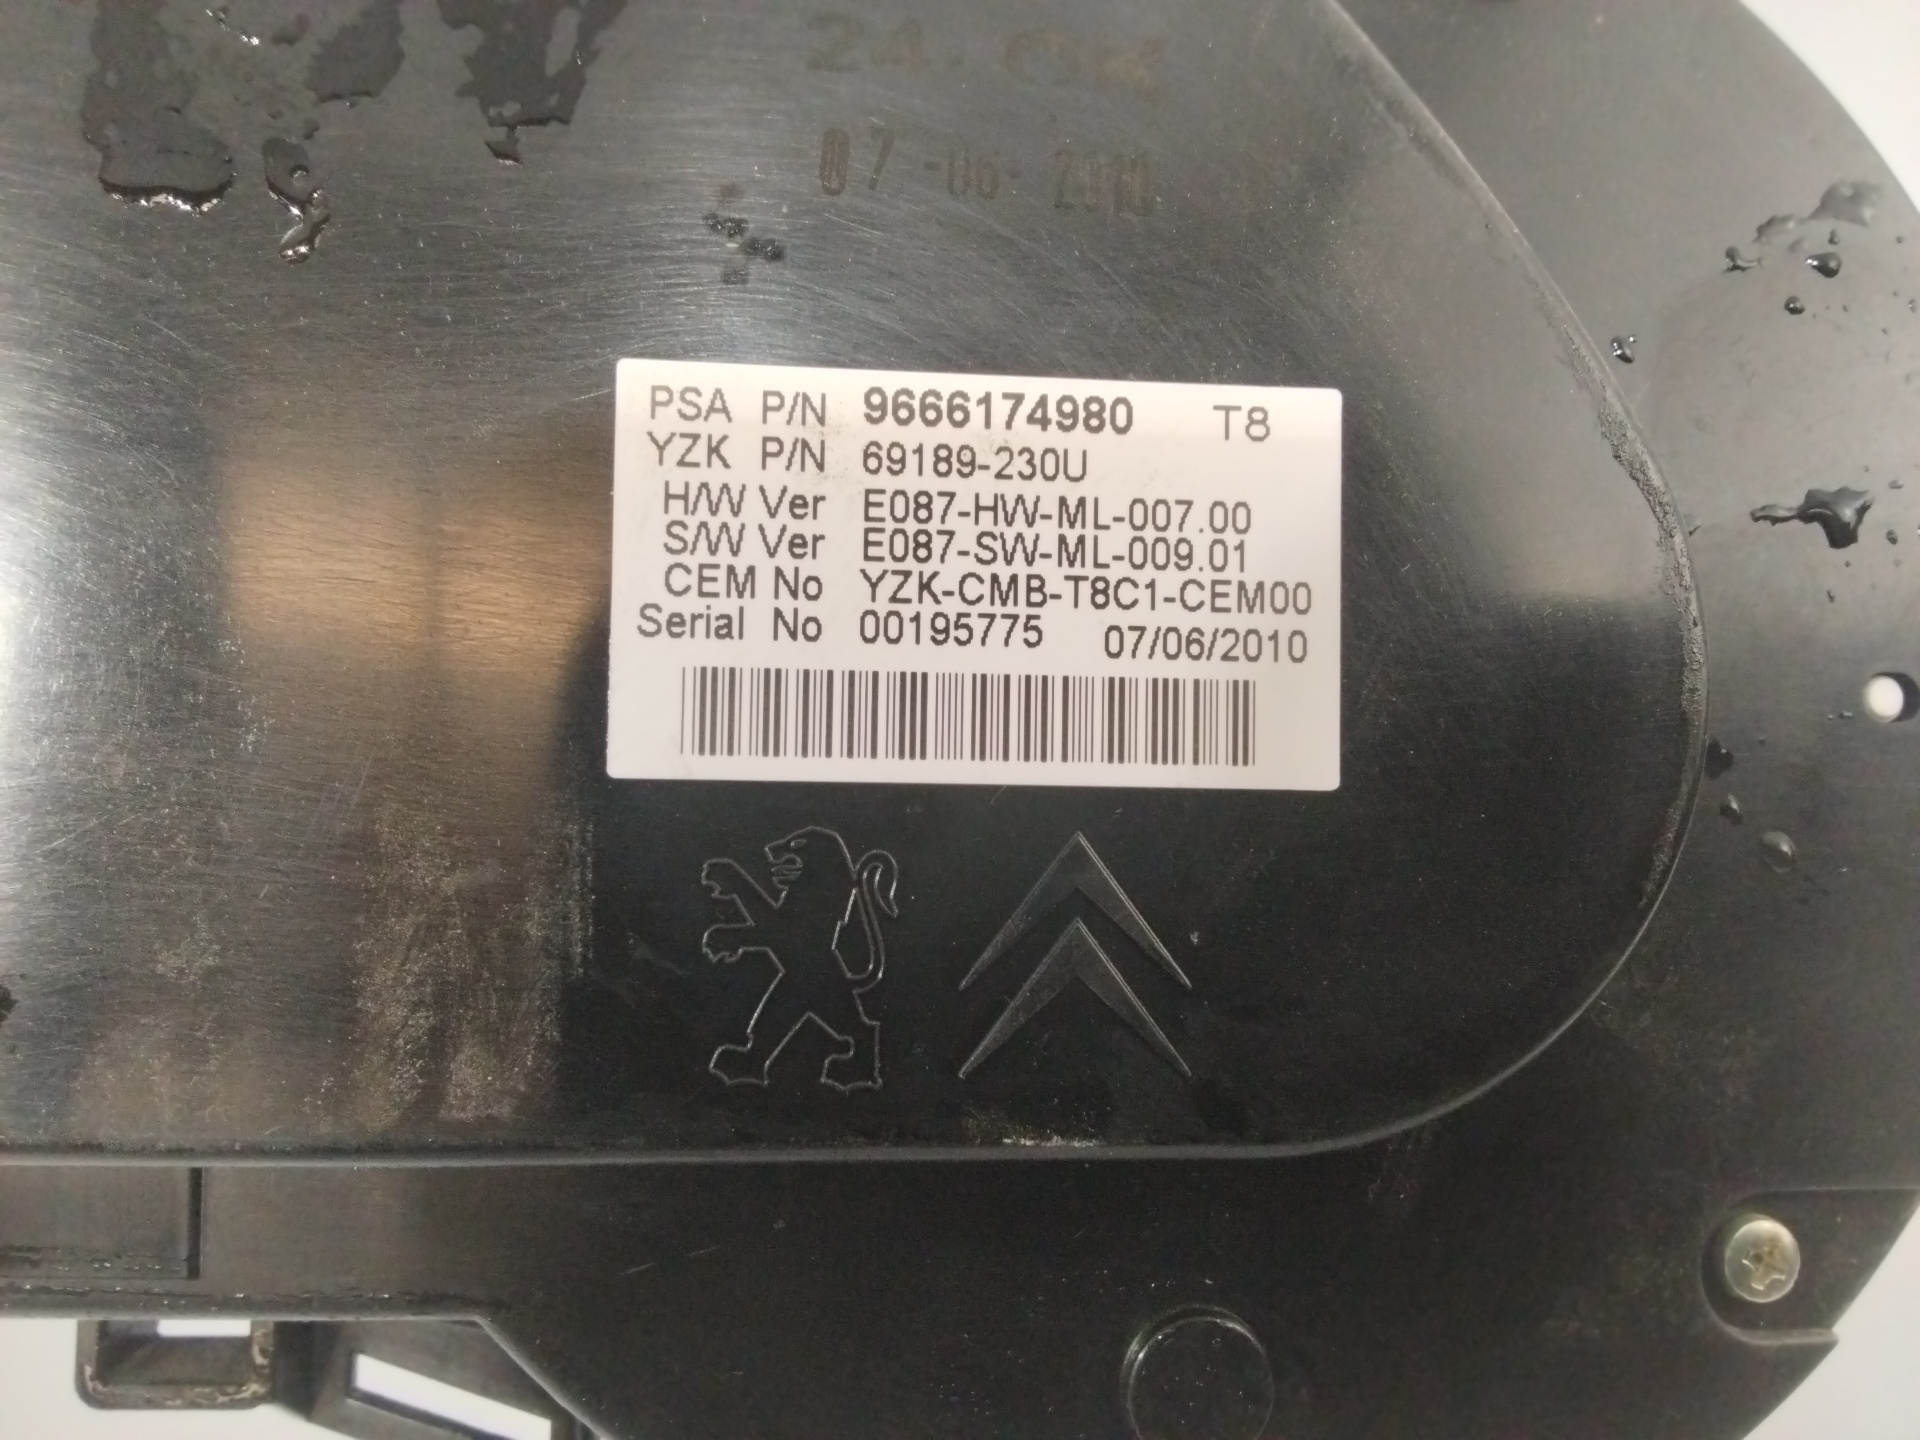 07-06-2010
PSA P/N 9666174980 T8
YZK P/N 69189-230U
H/W Ver E087-HW-ML-007.00
S/W Ver E087-SW-ML-009.01
CEM No YZK-CMB-T8C1-CEM00
Serial No 00195775 07/06/2010